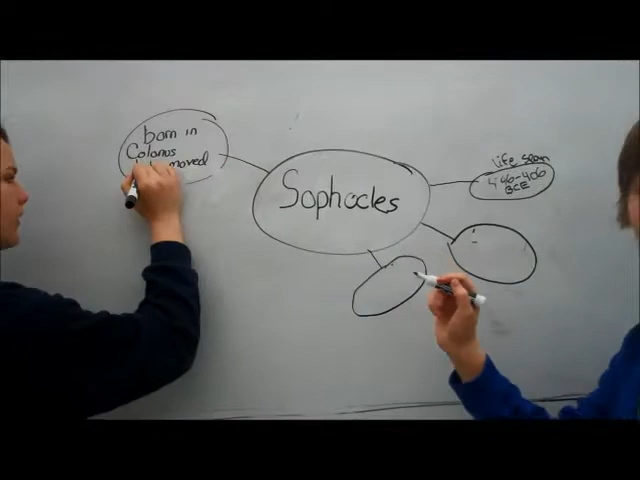 born in
Colonus
moved
Sophocles
life span
496-406
BCE